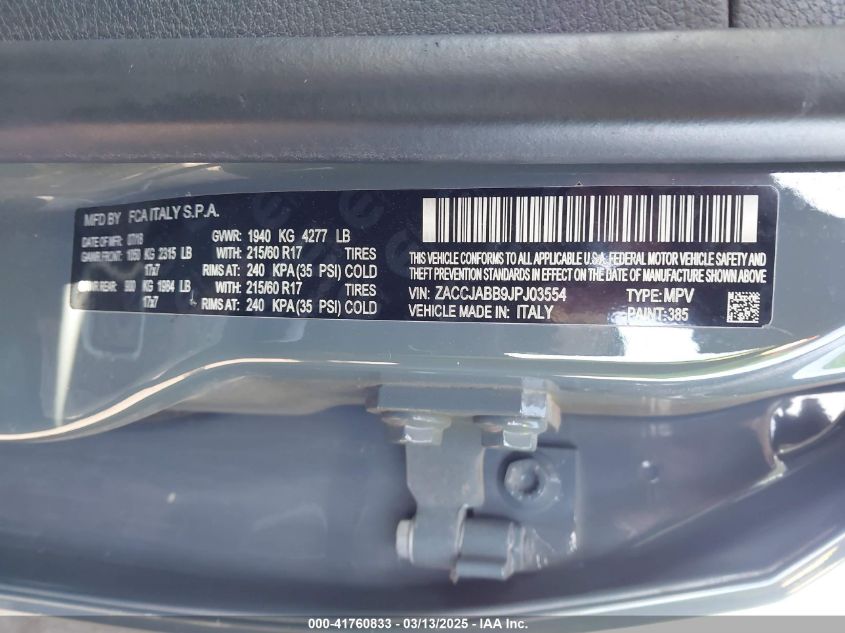 MFD BY FCA ITALY S.P.A.
DATE OF MFR 07/18 GVWR: 1940 KG 4277 LB
GAWR FRONT: 1050 KG 2315 LB WITH: 215/60 R17 TIRES
17x7 RIMS AT: 240 KPA (35 PSI) COLD
GAWR REAR: 900 KG 1984 LB WITH: 215/60 R17 TIRES
17x7 RIMS AT: 240 KPA (35 PSI) COLD
THIS VEHICLE CONFORMS TO ALL APPLICABLE U.S.A. FEDERAL MOTOR VEHICLE SAFETY,
THEFT PREVENTION STANDARDS IN EFFECT ON THE DATE OF MANUFACTURE SHOWN ABOVE.
VIN: ZACCJABB9JPJ03554 TYPE: MPV
VEHICLE MADE IN: ITALY PAINT: 385
000-41760833 / 03/13/2025 / IAAI.com